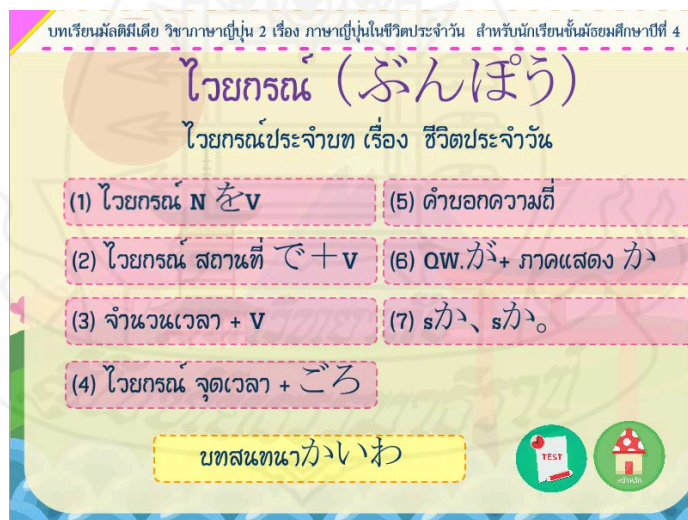 บทเรียนมัลติมีเดีย วิชาภาษาญี่ปุ่น 2 เรื่อง ภาษาญี่ปุ่นในชีวิตประจำวัน สำหรับนักเรียนชั้นมัธยมศึกษาปีที่ 4
ไวยกรณ์ (ぶんぽう)
ไวยกรณ์ประจำบท เรื่อง ชีวิตประจำวัน
(1) ไวยกรณ์ N をV
(2) ไวยกรณ์ สถานที่ で+V
(3) จำนวนเวลา + V
(4) ไวยกรณ์ จุดเวลา + ごろ
(5) คำบอกความถี่
(6) QW.が+ ภาคแสดง か
(7) sか、sか。
บทสนทนาかいわ
TEST
หน้าหลัก